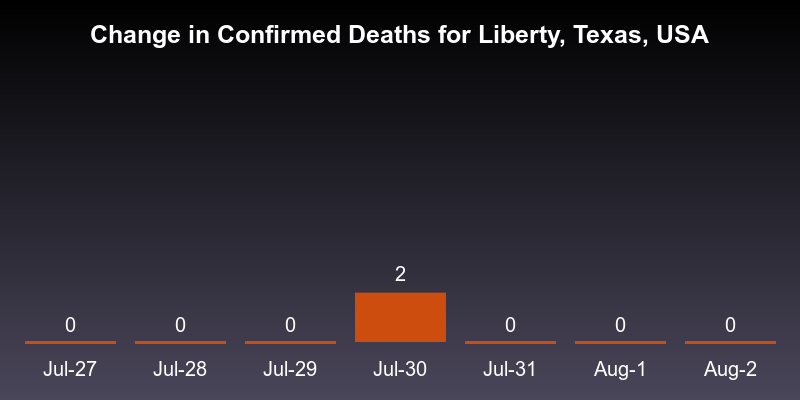 Change in Confirmed Deaths for Liberty, Texas, USA
2
0 0 0 0 0 0
Jul-27 Jul-28 Jul-29 Jul-30 Jul-31 Aug-1 Aug-2